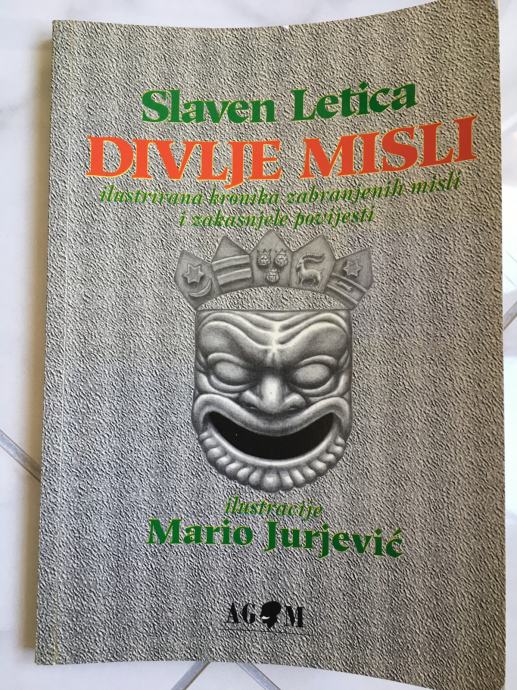 Slaven Letica
DIVLJE MISLI
ilustrirana kronika zabranjenih misli
i zakasnjele povijesti
ilustracije
Mario Jurjević
AGM